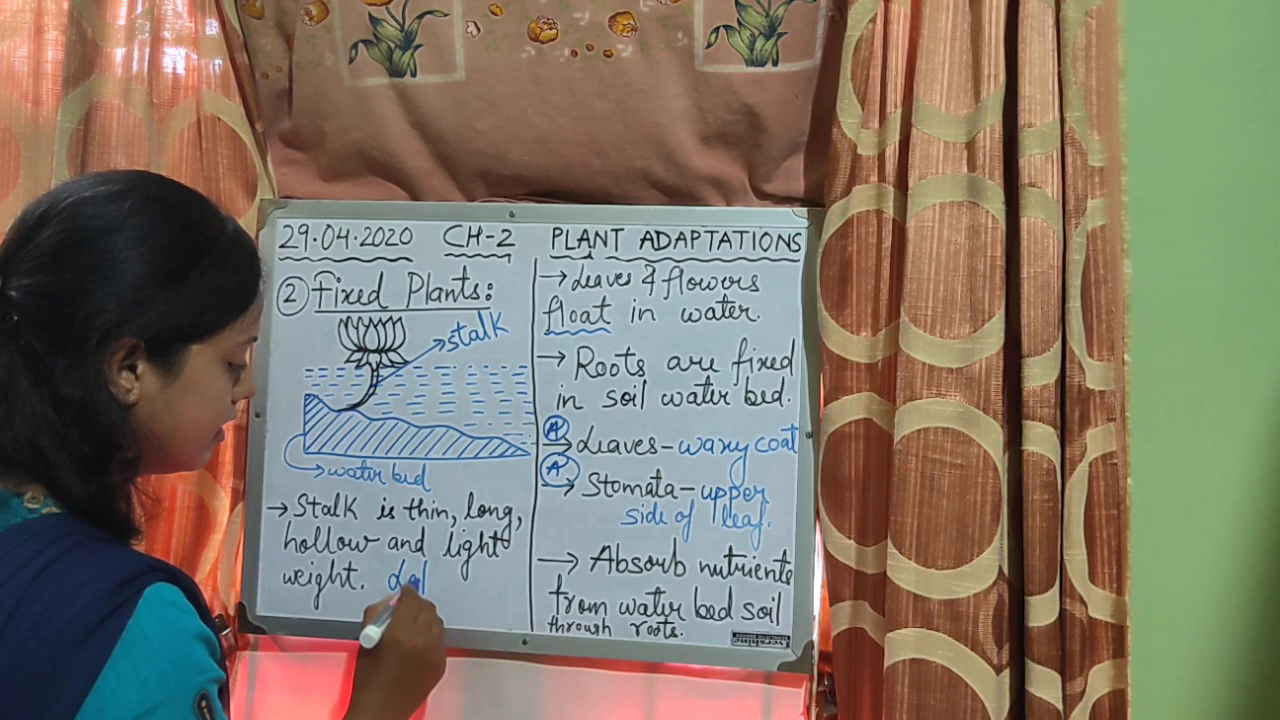 29.04.2020 CH-2 PLANT ADAPTATIONS
② Fixed Plants:
→ stalk
→ water bed
→ Stalk is thin, long,
hollow and light
weight.
→ Leaves & flowers
float in water.
→ Roots are fixed
in soil water bed.
A → Leaves - waxy coat
A → Stomata - upper
side of leaf.
→ Absorb nutrients
from water bed soil
through roots.
Evershine